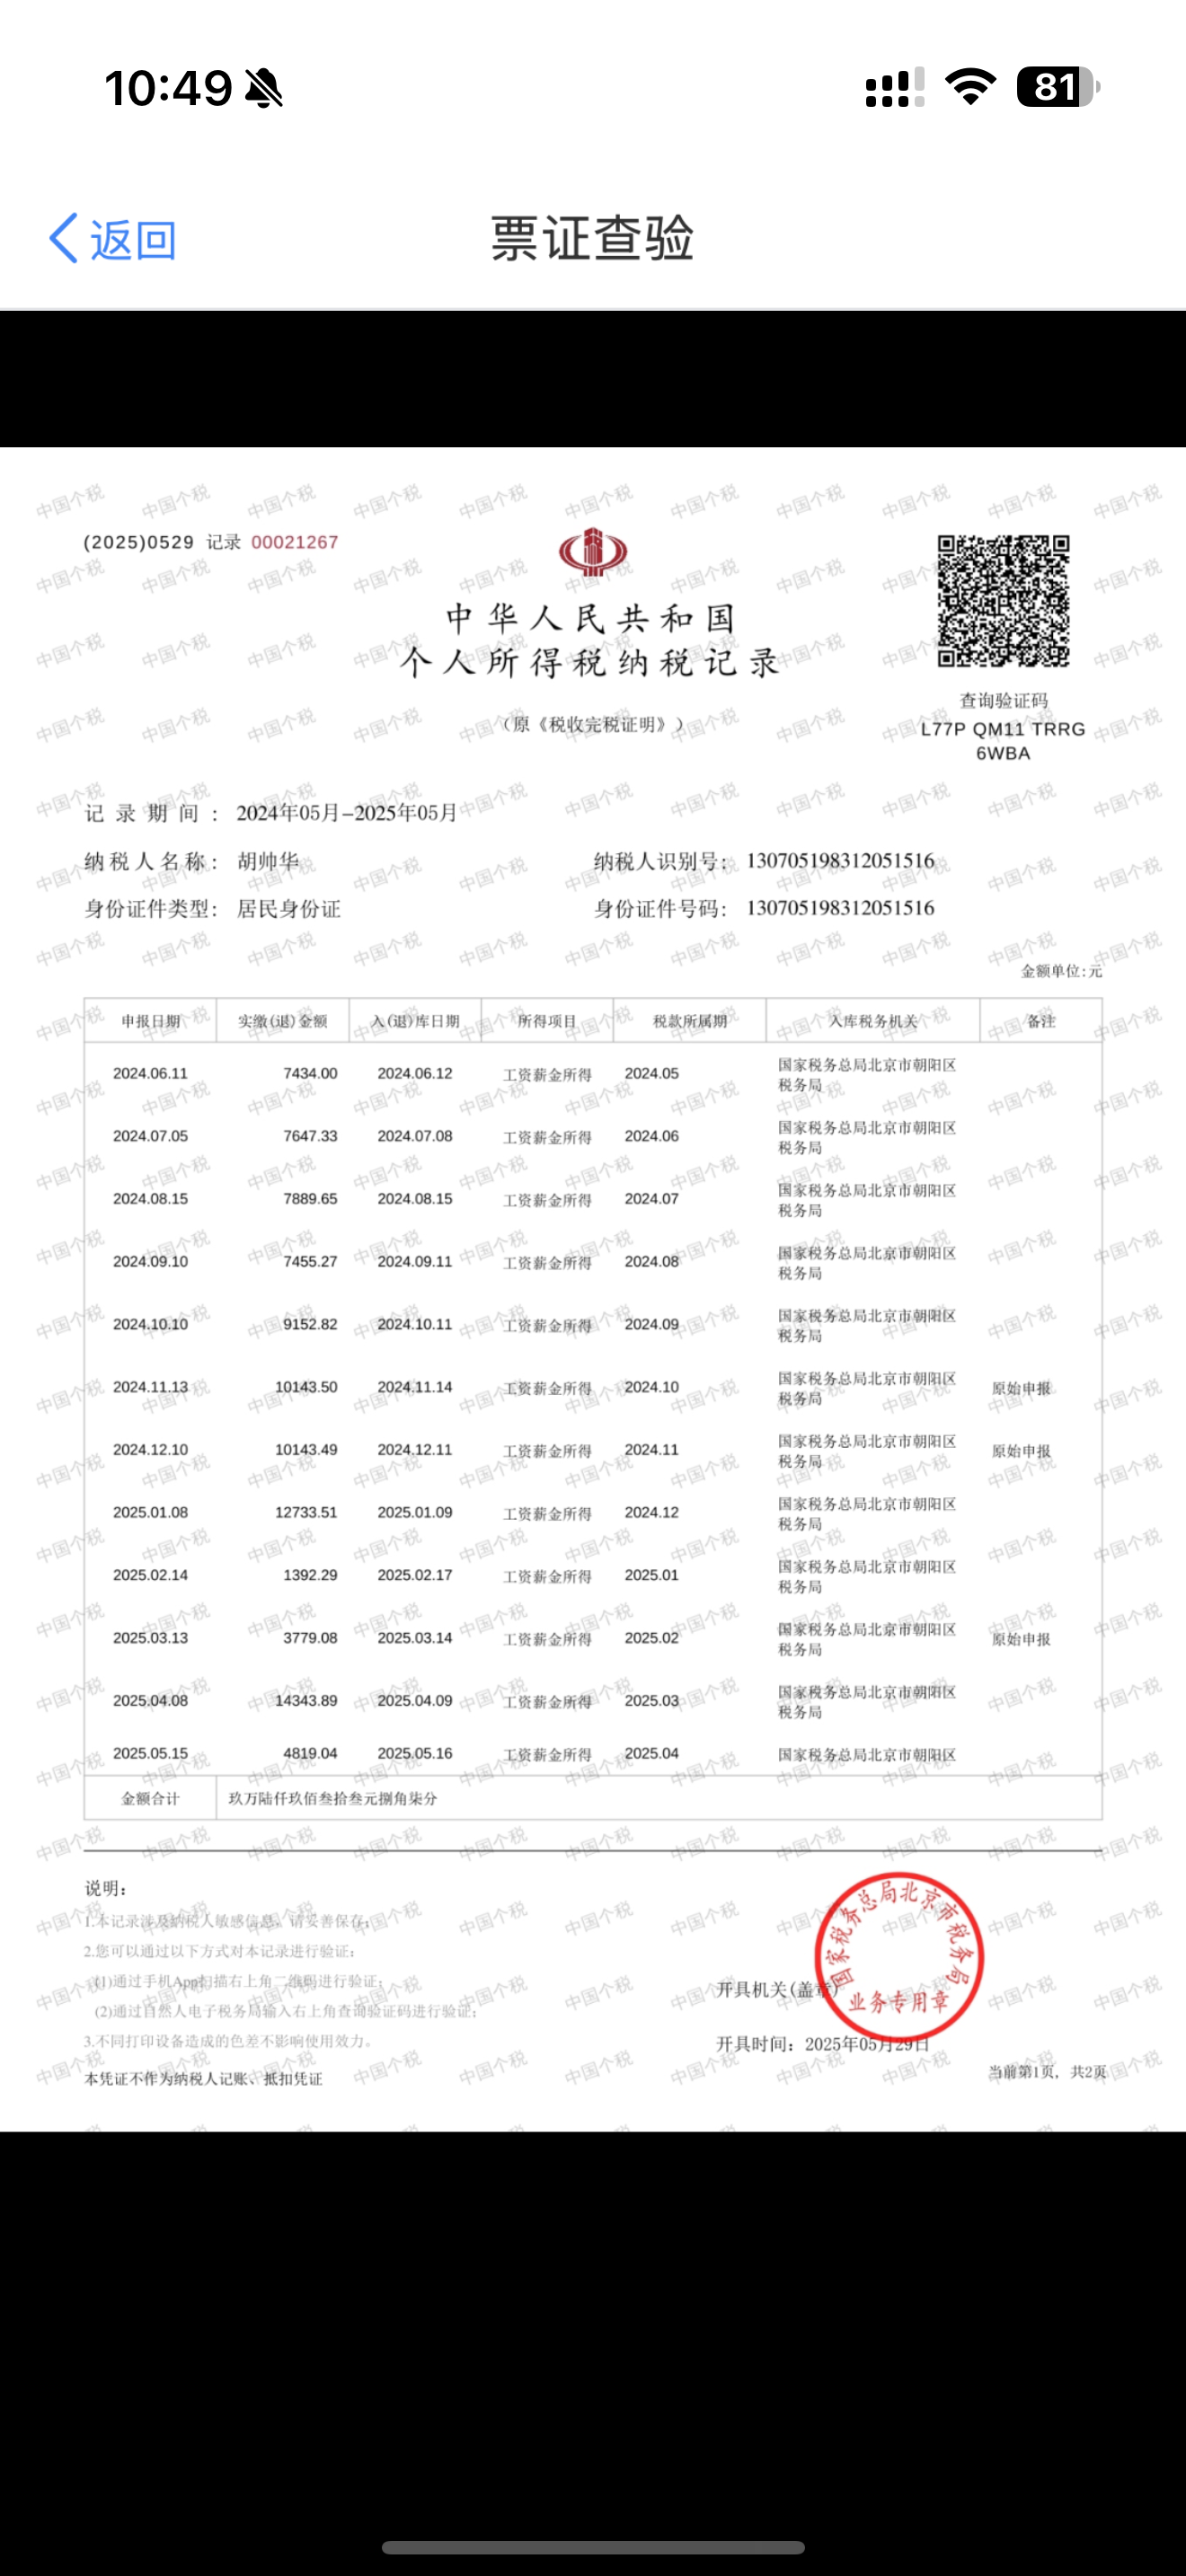 10:49
81
返回
票证查验
(2025)0529 记录 00021267
中华人民共和国
个人所得税纳税记录
（原《税收完税证明》）
查询验证码
L77P QM11 TRRG
6WBA
记录期间： 2024年05月–2025年05月
纳税人名称： 胡帅华 纳税人识别号： 130705198312051516
身份证件类型： 居民身份证 身份证件号码： 130705198312051516
金额单位:元
申报日期 实缴(退)金额 入(退)库日期 所得项目 税款所属期 入库税务机关 备注
2024.06.11 7434.00 2024.06.12 工资薪金所得 2024.05 国家税务总局北京市朝阳区
税务局
2024.07.05 7647.33 2024.07.08 工资薪金所得 2024.06 国家税务总局北京市朝阳区
税务局
2024.08.15 7889.65 2024.08.15 工资薪金所得 2024.07 国家税务总局北京市朝阳区
税务局
2024.09.10 7455.27 2024.09.11 工资薪金所得 2024.08 国家税务总局北京市朝阳区
税务局
2024.10.10 9152.82 2024.10.11 工资薪金所得 2024.09 国家税务总局北京市朝阳区
税务局
2024.11.13 10143.50 2024.11.14 工资薪金所得 2024.10 国家税务总局北京市朝阳区 原始申报
税务局
2024.12.10 10143.49 2024.12.11 工资薪金所得 2024.11 国家税务总局北京市朝阳区 原始申报
税务局
2025.01.08 12733.51 2025.01.09 工资薪金所得 2024.12 国家税务总局北京市朝阳区
税务局
2025.02.14 1392.29 2025.02.17 工资薪金所得 2025.01 国家税务总局北京市朝阳区
税务局
2025.03.13 3779.08 2025.03.14 工资薪金所得 2025.02 国家税务总局北京市朝阳区 原始申报
税务局
2025.04.08 14343.89 2025.04.09 工资薪金所得 2025.03 国家税务总局北京市朝阳区
税务局
2025.05.15 4819.04 2025.05.16 工资薪金所得 2025.04 国家税务总局北京市朝阳区
金额合计 玖万陆仟玖佰叁拾叁元捌角柒分
说明：
1.本记录涉及纳税人敏感信息，请妥善保存；
2.您可以通过以下方式对本记录进行验证：
(1)通过手机App扫描右上角二维码进行验证；
(2)通过自然人电子税务局输入右上角查询验证码进行验证；
3.不同打印设备造成的色差不影响使用效力。
本凭证不作为纳税人记账、抵扣凭证
国家税务总局北京市税务局
业务专用章
开具机关(盖章)
开具时间：2025年05月29日
当前第1页，共2页
中国个税